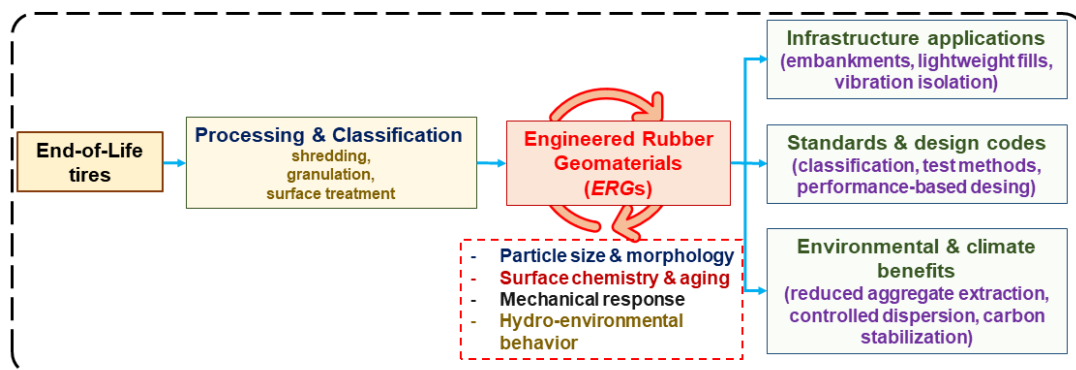 End-of-Life
tires
Processing & Classification
shredding,
granulation,
surface treatment
Engineered Rubber
Geomaterials
(ERGs)
- Particle size & morphology
- Surface chemistry & aging
- Mechanical response
- Hydro-environmental
behavior
Infrastructure applications
(embankments, lightweight fills,
vibration isolation)
Standards & design codes
(classification, test methods,
performance-based desing)
Environmental & climate
benefits
(reduced aggregate extraction,
controlled dispersion, carbon
stabilization)